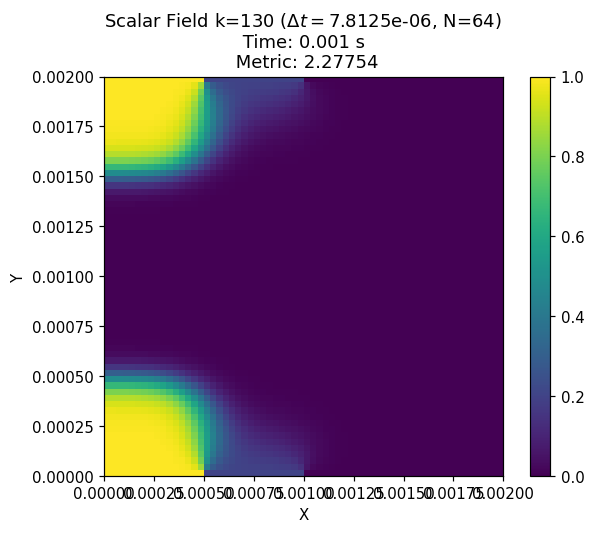 Scalar Field k=130 (Δt = 7.8125e-06, N=64)
Time: 0.001 s
Metric: 2.27754
0.00200
0.00175
0.00150
0.00125
0.00100
0.00075
0.00050
0.00025
0.00000
Y
0.00000 0.00025 0.00050 0.00075 0.00100 0.00125 0.00150 0.00175 0.00200
X
1.0
0.8
0.6
0.4
0.2
0.0